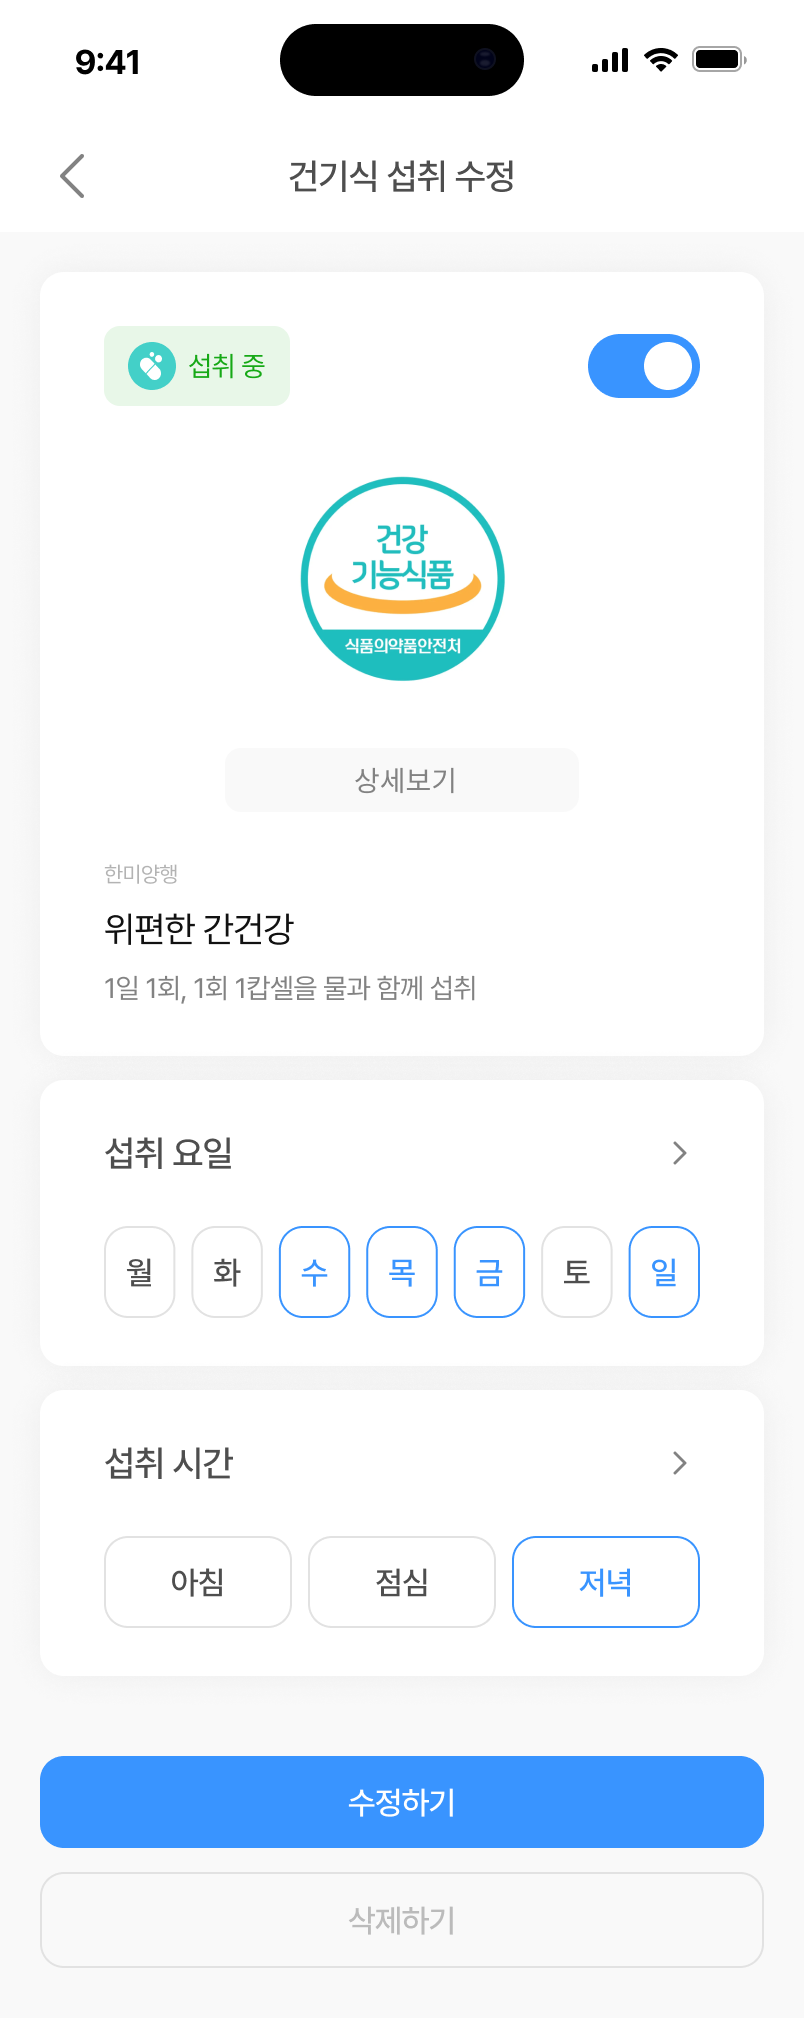 9:41
건기식 섭취 수정
섭취 중
건강
기능식품
식품의약품안전처
상세보기
한미양행
위편한 간건강
1일 1회, 1회 1캅셀을 물과 함께 섭취
섭취 요일
월 화 수 목 금 토 일
섭취 시간
아침 점심 저녁
수정하기
삭제하기